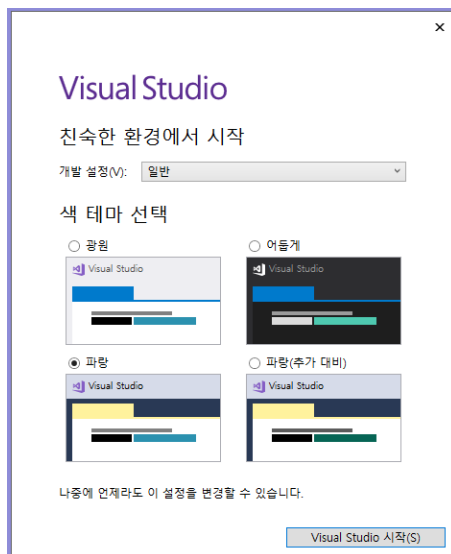 Visual Studio
친숙한 환경에서 시작
개발 설정(V): 일반
색 테마 선택
광원 어둡게
Visual Studio Visual Studio
파랑 파랑(추가 대비)
Visual Studio Visual Studio
나중에 언제라도 이 설정을 변경할 수 있습니다.
Visual Studio 시작(S)